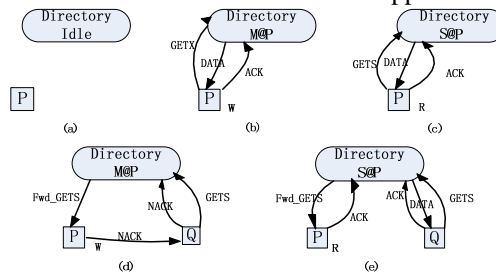 Directory
Idle
P
(a)
Directory
M@P
GETX
DATA
ACK
P
W
(b)
Directory
S@P
GETS
DATA
ACK
P
R
(c)
Directory
M@P
Fwd_GETS
NACK
GETS
P
W
NACK
Q
(d)
Directory
S@P
Fwd_GETS
ACK
ACK
DATA
GETS
P
R
Q
(e)